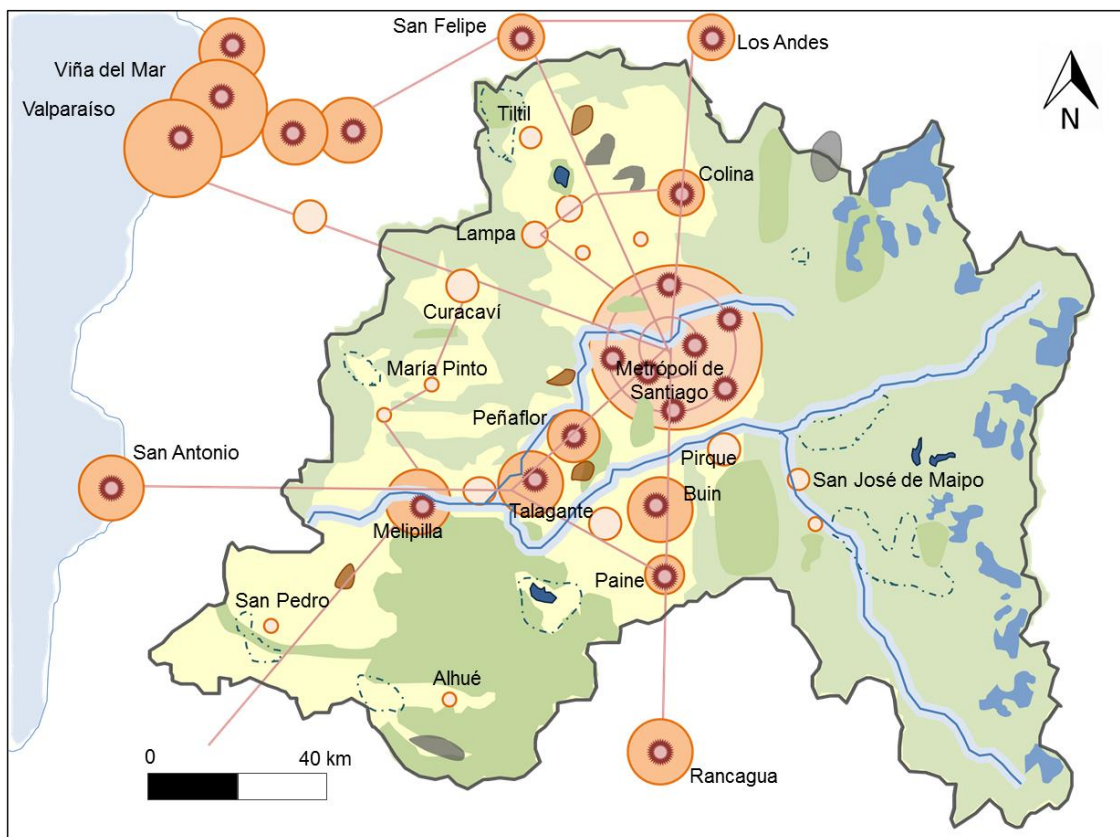 San Felipe
Los Andes
Viña del Mar
Valparaíso
N
Tiltil
Colina
Lampa
Curacaví
María Pinto
Metrópoli de
Santiago
Peñaflor
San Antonio
Pirque
San José de Maipo
Talagante
Buin
Melipilla
Paine
San Pedro
Alhué
0
40 km
Rancagua